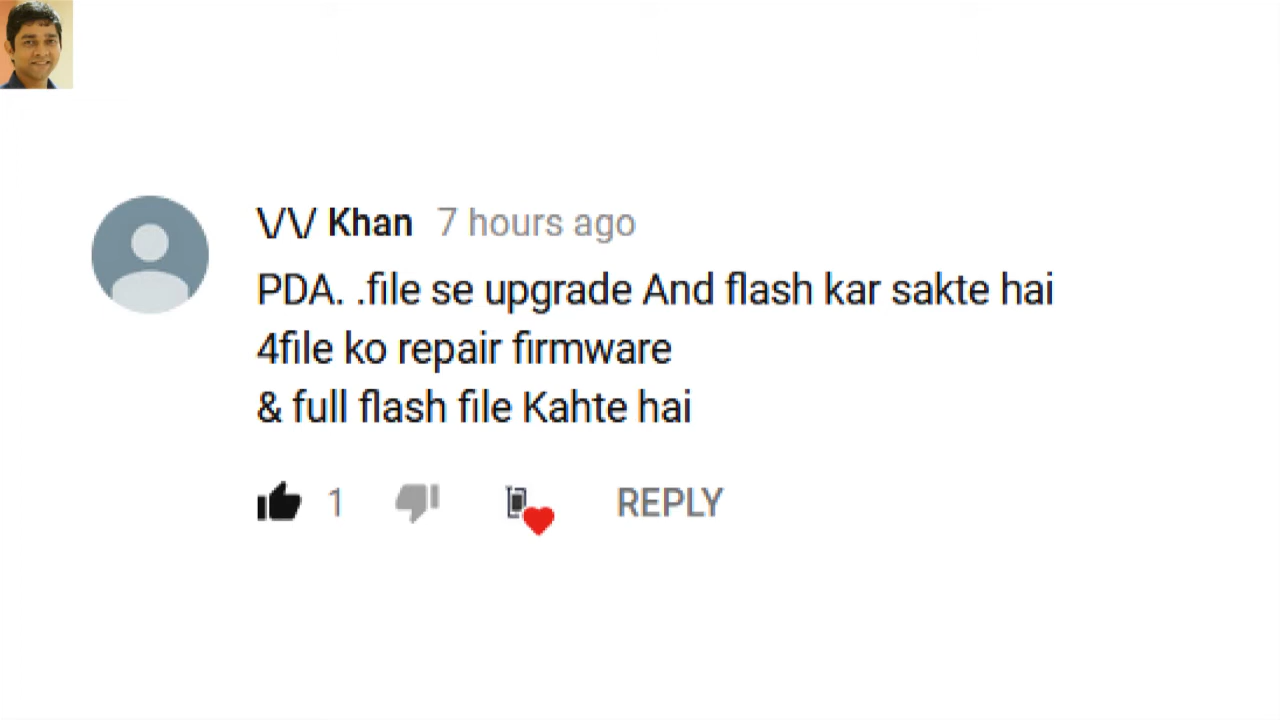 \/\/ Khan 7 hours ago
PDA. .file se upgrade And flash kar sakte hai
4file ko repair firmware
& full flash file Kahte hai
1 REPLY